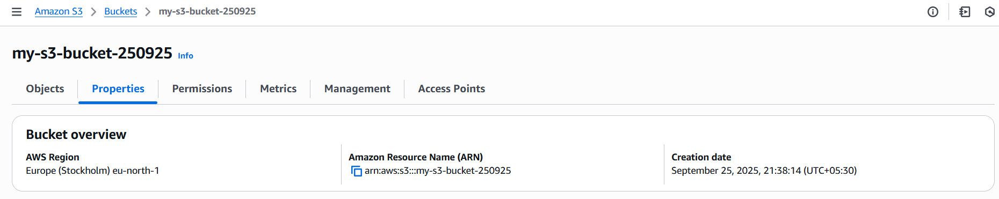 Amazon S3 > Buckets > my-s3-bucket-250925
my-s3-bucket-250925 Info
Objects Properties Permissions Metrics Management Access Points
Bucket overview
AWS Region
Europe (Stockholm) eu-north-1
Amazon Resource Name (ARN)
arn:aws:s3:::my-s3-bucket-250925
Creation date
September 25, 2025, 21:38:14 (UTC+05:30)